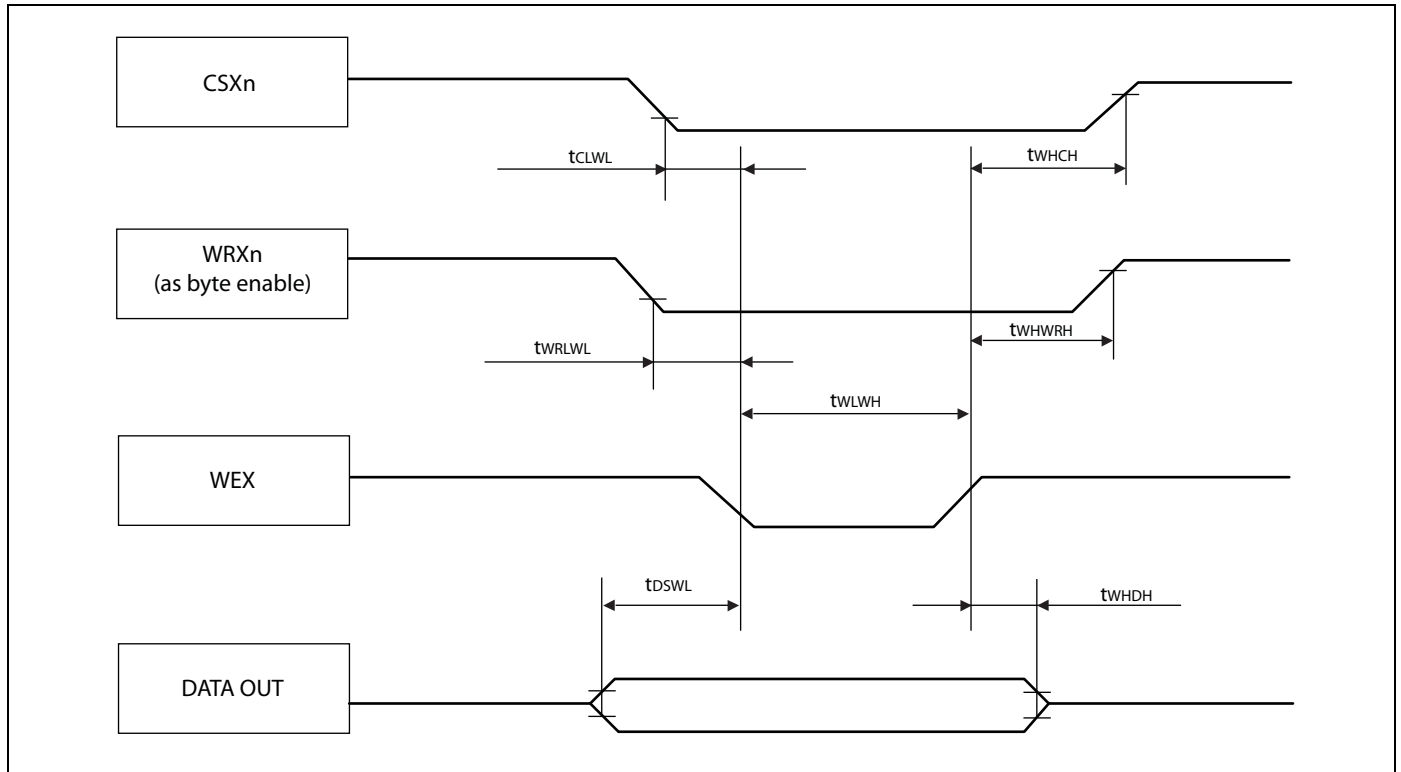 CSXn
tCLWL
tWHCH
WRXn
(as byte enable)
tWHWRH
tWRLWL
tWLWH
WEX
tDSWL
tWHDH
DATA OUT